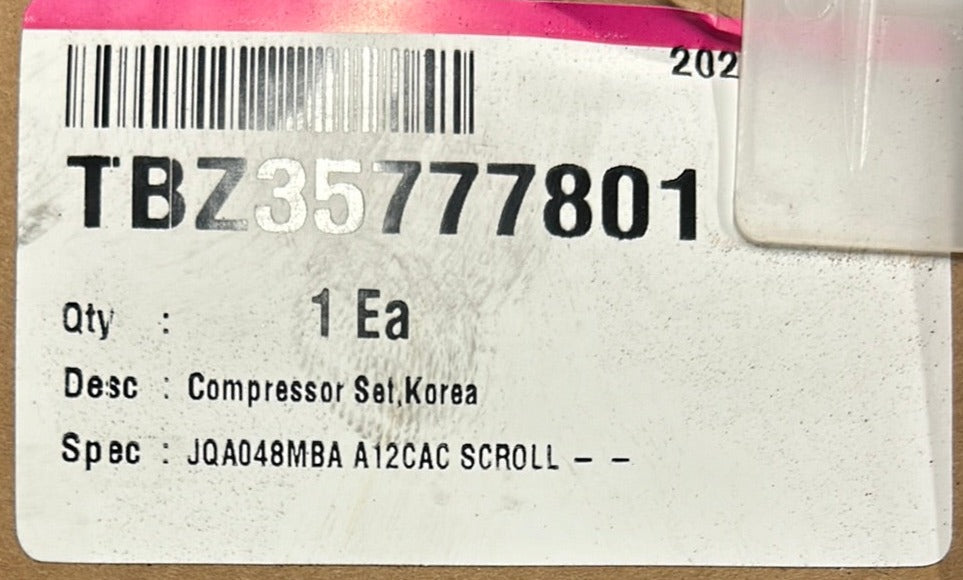 202
TBZ35777801
Qty : 1 Ea
Desc : Compressor Set,Korea
Spec : JQA048MBA A12CAC SCROLL - -